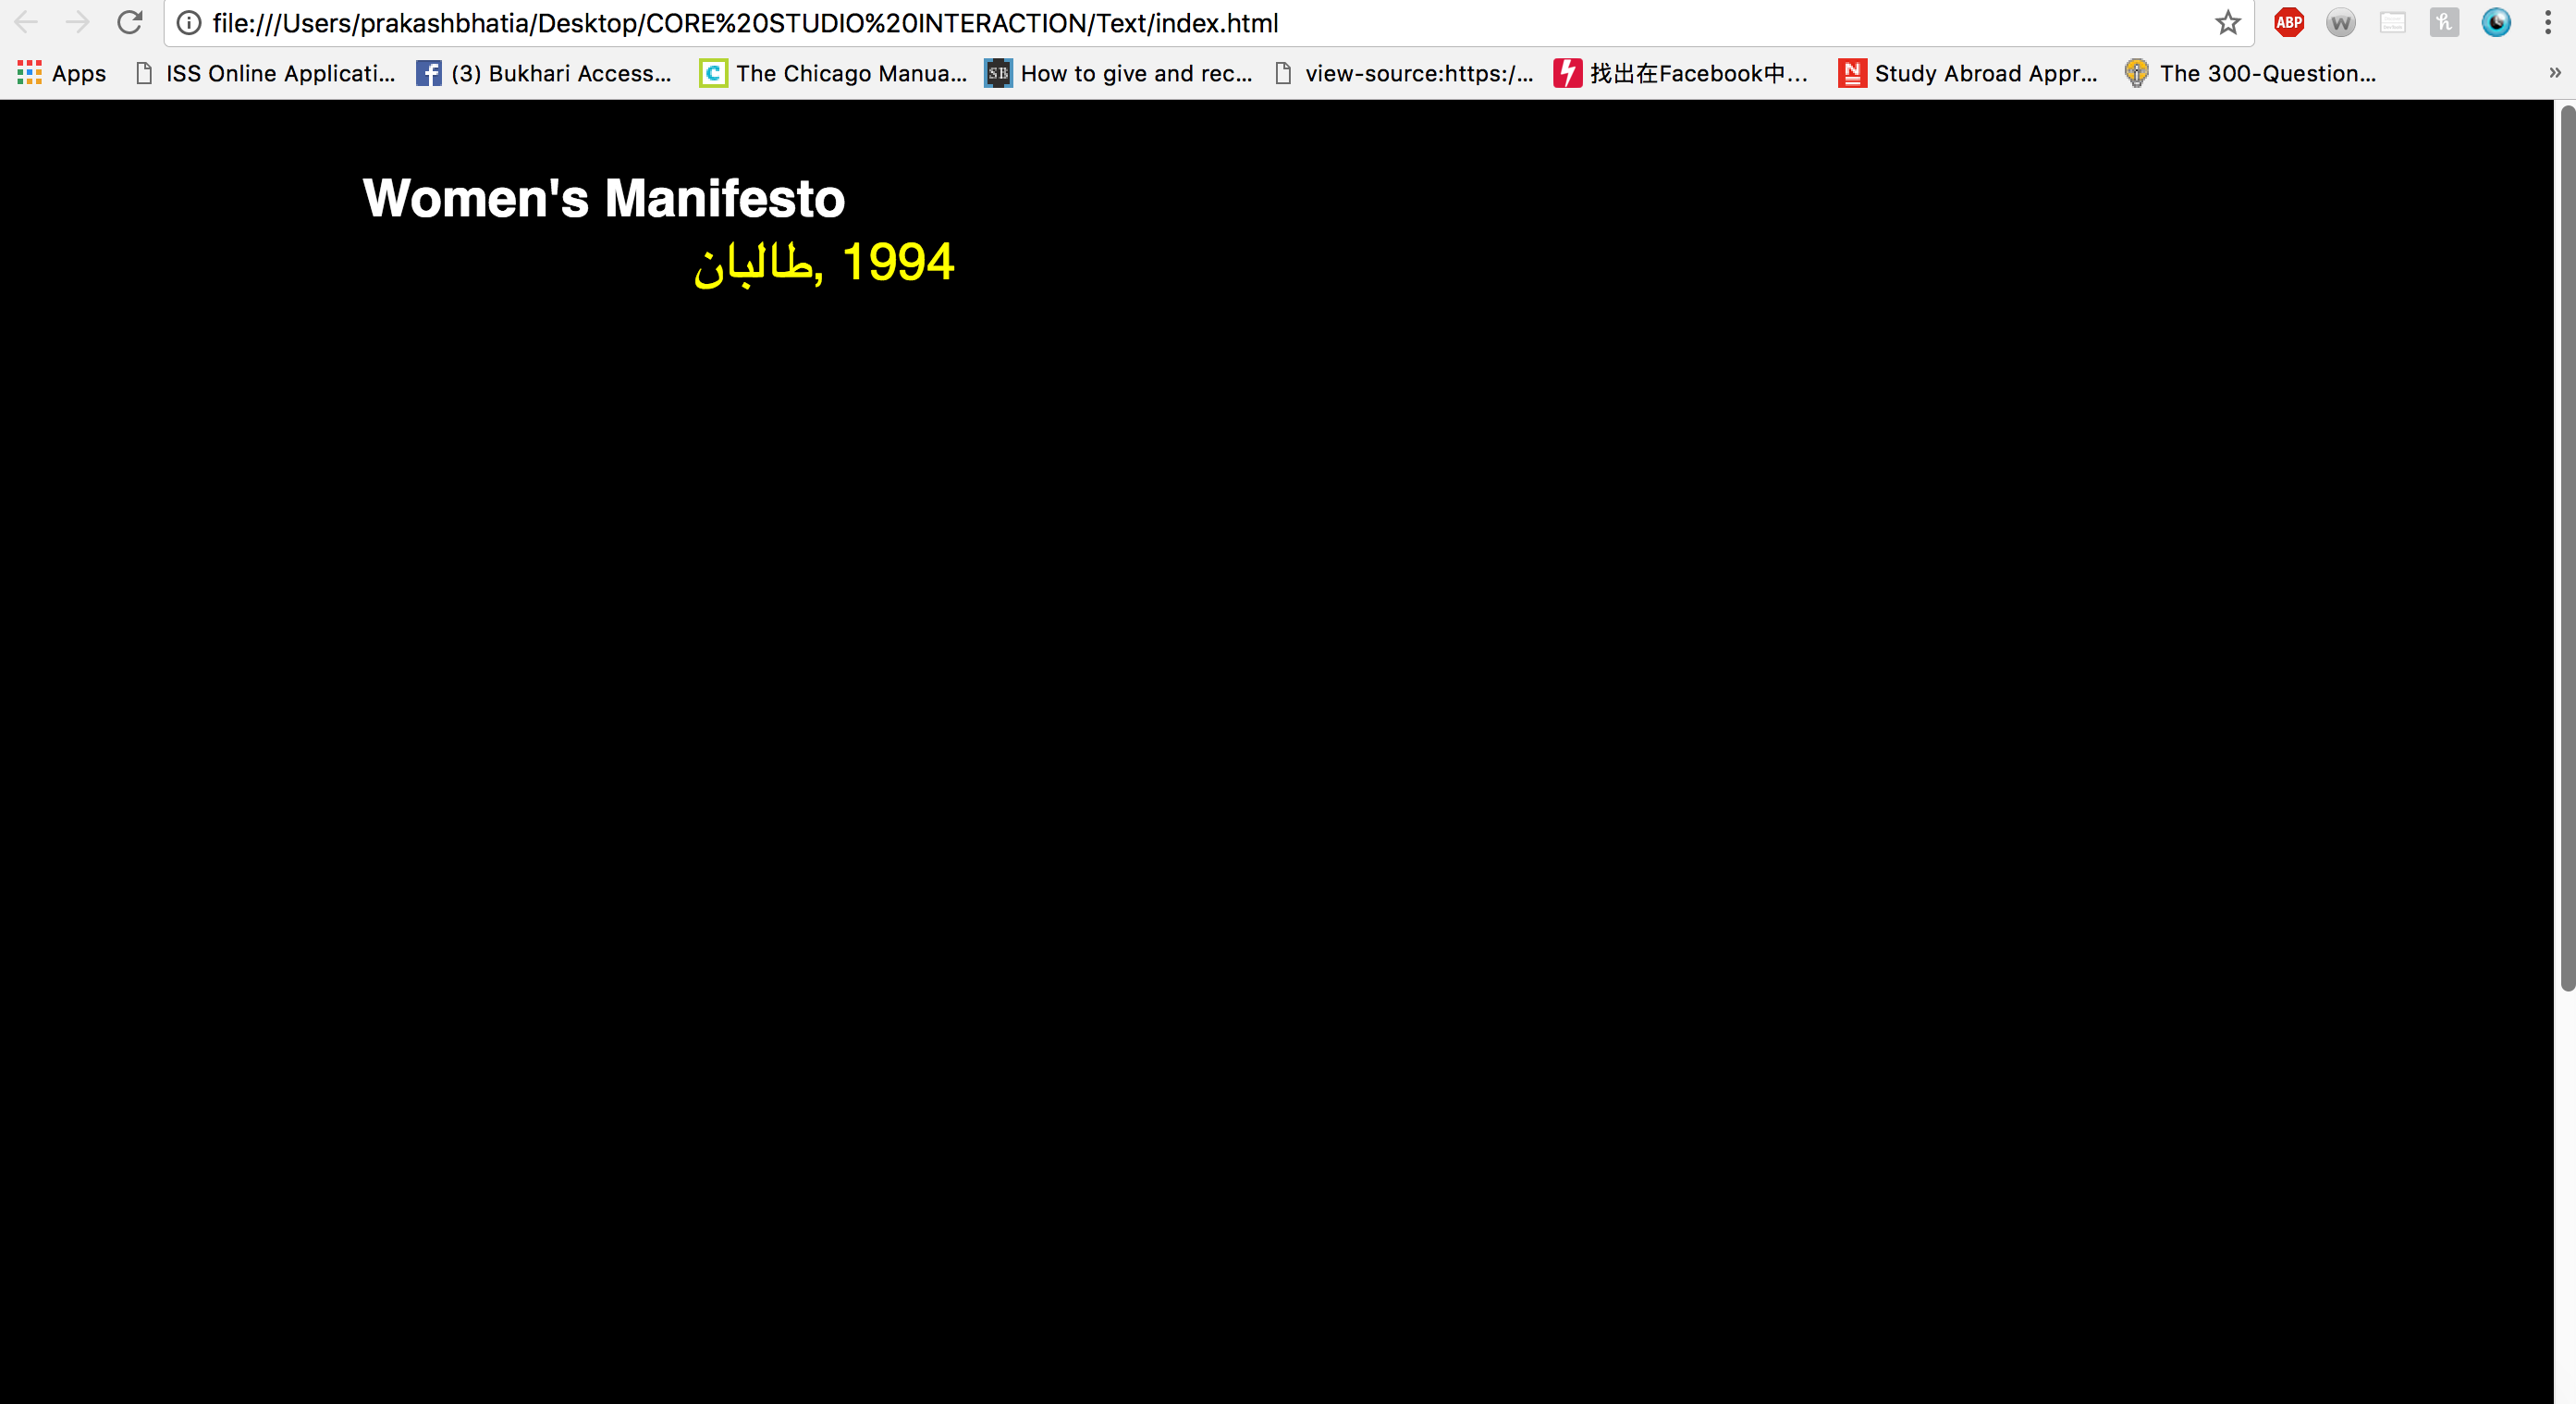 file:///Users/prakashbhatia/Desktop/CORE%20STUDIO%20INTERACTION/Text/index.html
ABP
W
h
Apps
ISS Online Applicati...
(3) Bukhari Access...
C The Chicago Manua...
SB How to give and rec...
view-source:https:/...
找出在Facebook中...
N Study Abroad Appr...
The 300-Question...
»
Women's Manifesto
طالبان, 1994